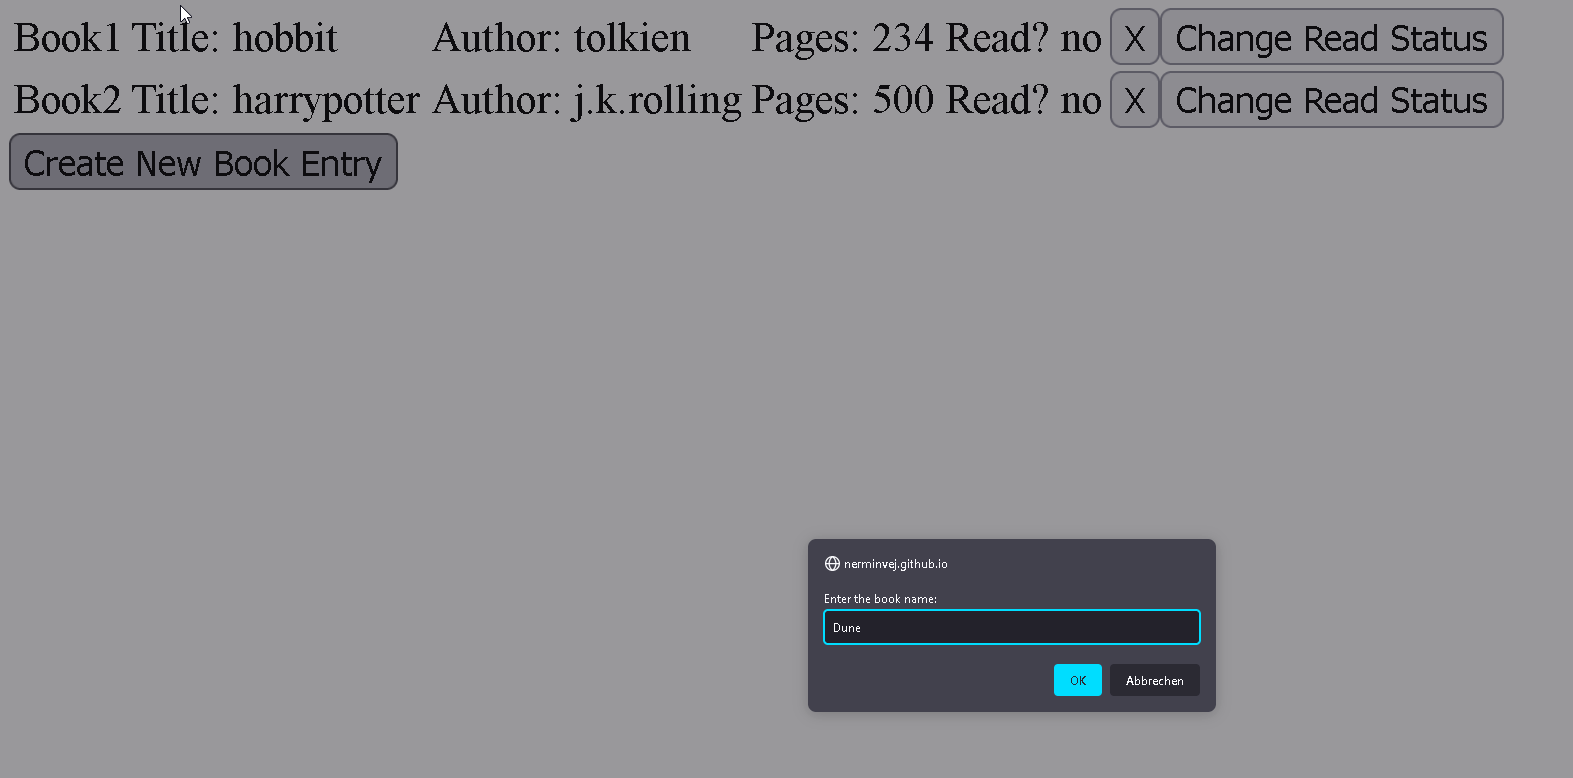 Book1 Title: hobbit Author: tolkien Pages: 234 Read? no X Change Read Status
Book2 Title: harrypotter Author: j.k.rolling Pages: 500 Read? no X Change Read Status
Create New Book Entry
nerminvej.github.io
Enter the book name:
Dune
OK Abbrechen